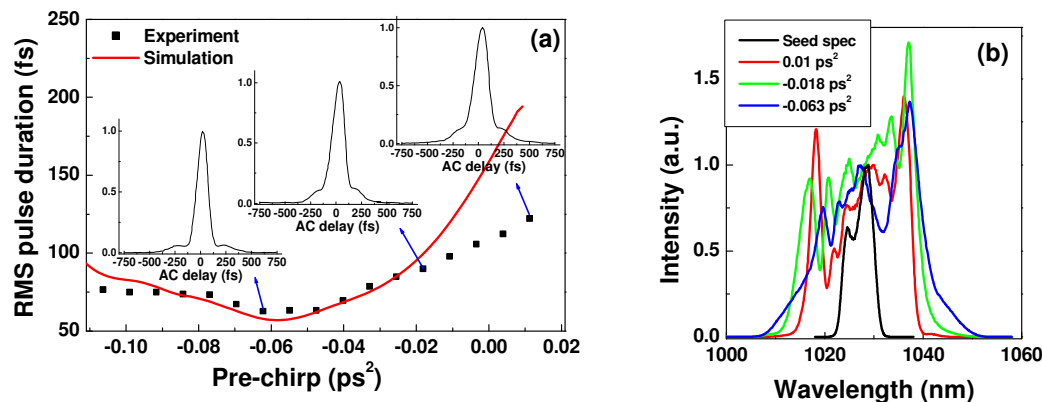 250
(a)
Experiment
Simulation
RMS pulse duration (fs)
200
150
100
50
-0.10
-0.08
-0.06
-0.04
-0.02
0.00
0.02
Pre-chirp (ps²)
1.0
0.5
0.0
-750 -500 -250 0 250 500 750
AC delay (fs)
1.0
0.5
0.0
-750 -500 -250 0 250 500 750
AC delay (fs)
1.0
0.5
0.0
-750 -500 -250 0 250 500 750
AC delay (fs)
(b)
Seed spec
0.01 ps²
-0.018 ps²
-0.063 ps²
Intensity (a.u.)
1.5
1.0
0.5
0.0
1000
1020
1040
1060
Wavelength (nm)